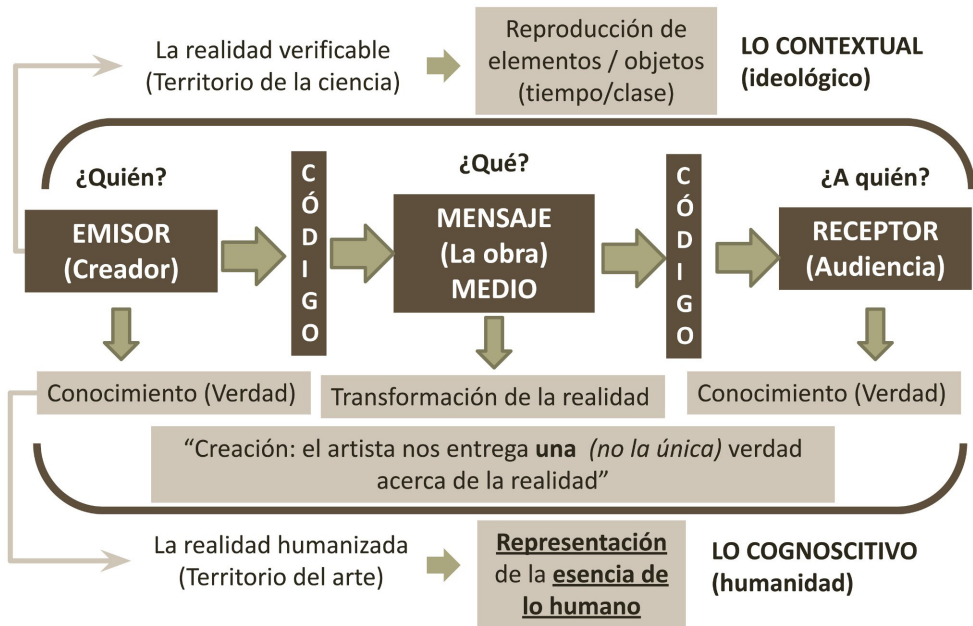 La realidad verificable
(Territorio de la ciencia)
Reproducción de
elementos / objetos
(tiempo/clase)
LO CONTEXTUAL
(ideológico)
¿Quién?
EMISOR
(Creador)
CÓDIGO
¿Qué?
MENSAJE
(La obra)
MEDIO
CÓDIGO
¿A quién?
RECEPTOR
(Audiencia)
Conocimiento (Verdad)
Transformación de la realidad
Conocimiento (Verdad)
“Creación: el artista nos entrega una (no la única) verdad
acerca de la realidad”
La realidad humanizada
(Territorio del arte)
Representación
de la esencia de
lo humano
LO COGNOSCITIVO
(humanidad)